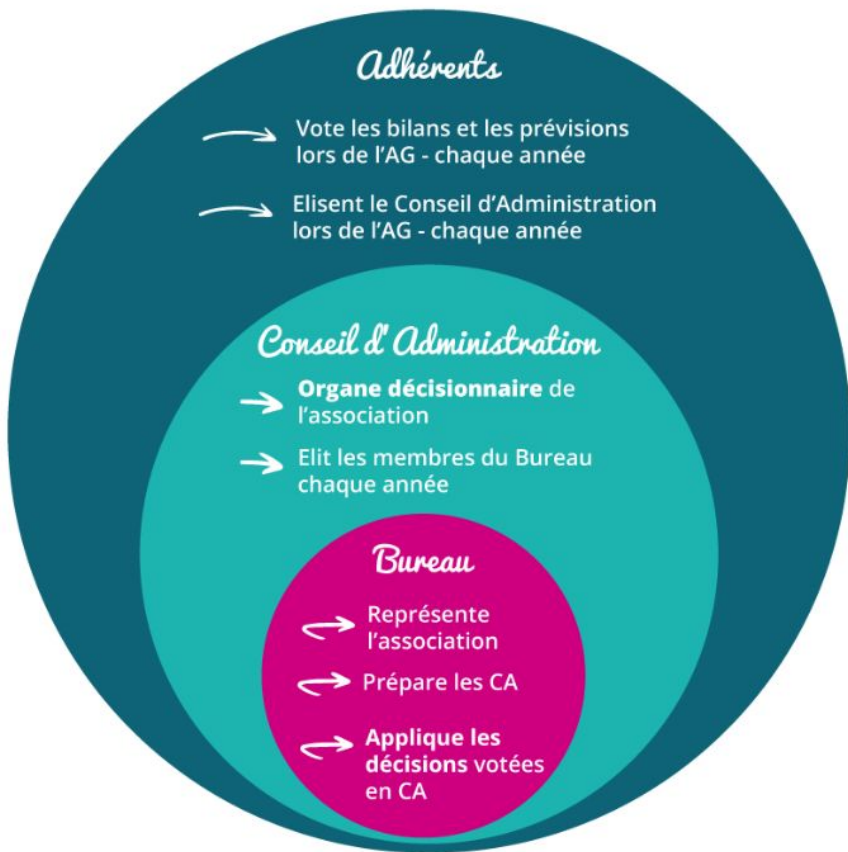 Adhérents
Vote les bilans et les prévisions
lors de l'AG - chaque année
Elisent le Conseil d'Administration
lors de l'AG - chaque année
Conseil d'Administration
Organe décisionnaire de
l'association
Elit les membres du Bureau
chaque année
Bureau
Représente
l'association
Prépare les CA
Applique les
décisions votées
en CA